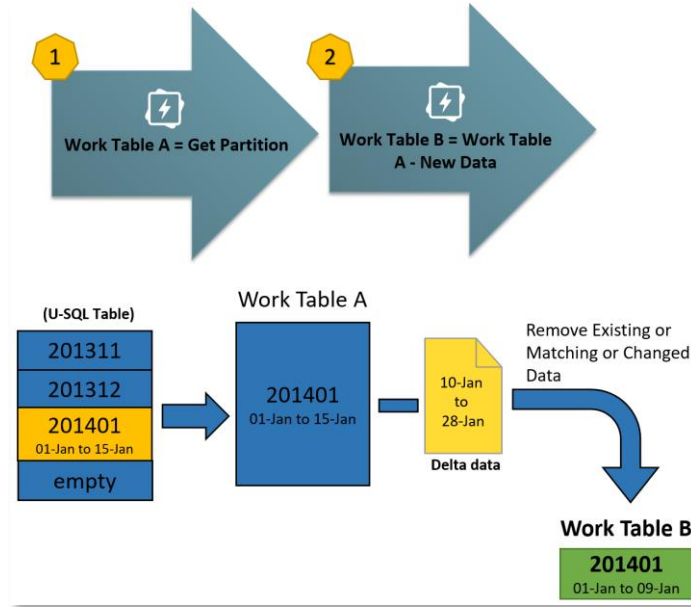 1
Work Table A = Get Partition
2
Work Table B = Work Table
A - New Data
(U-SQL Table)
201311
201312
201401
01-Jan to 15-Jan
empty
Work Table A
201401
01-Jan to 15-Jan
10-Jan
to
28-Jan
Delta data
Remove Existing or
Matching or Changed
Data
Work Table B
201401
01-Jan to 09-Jan